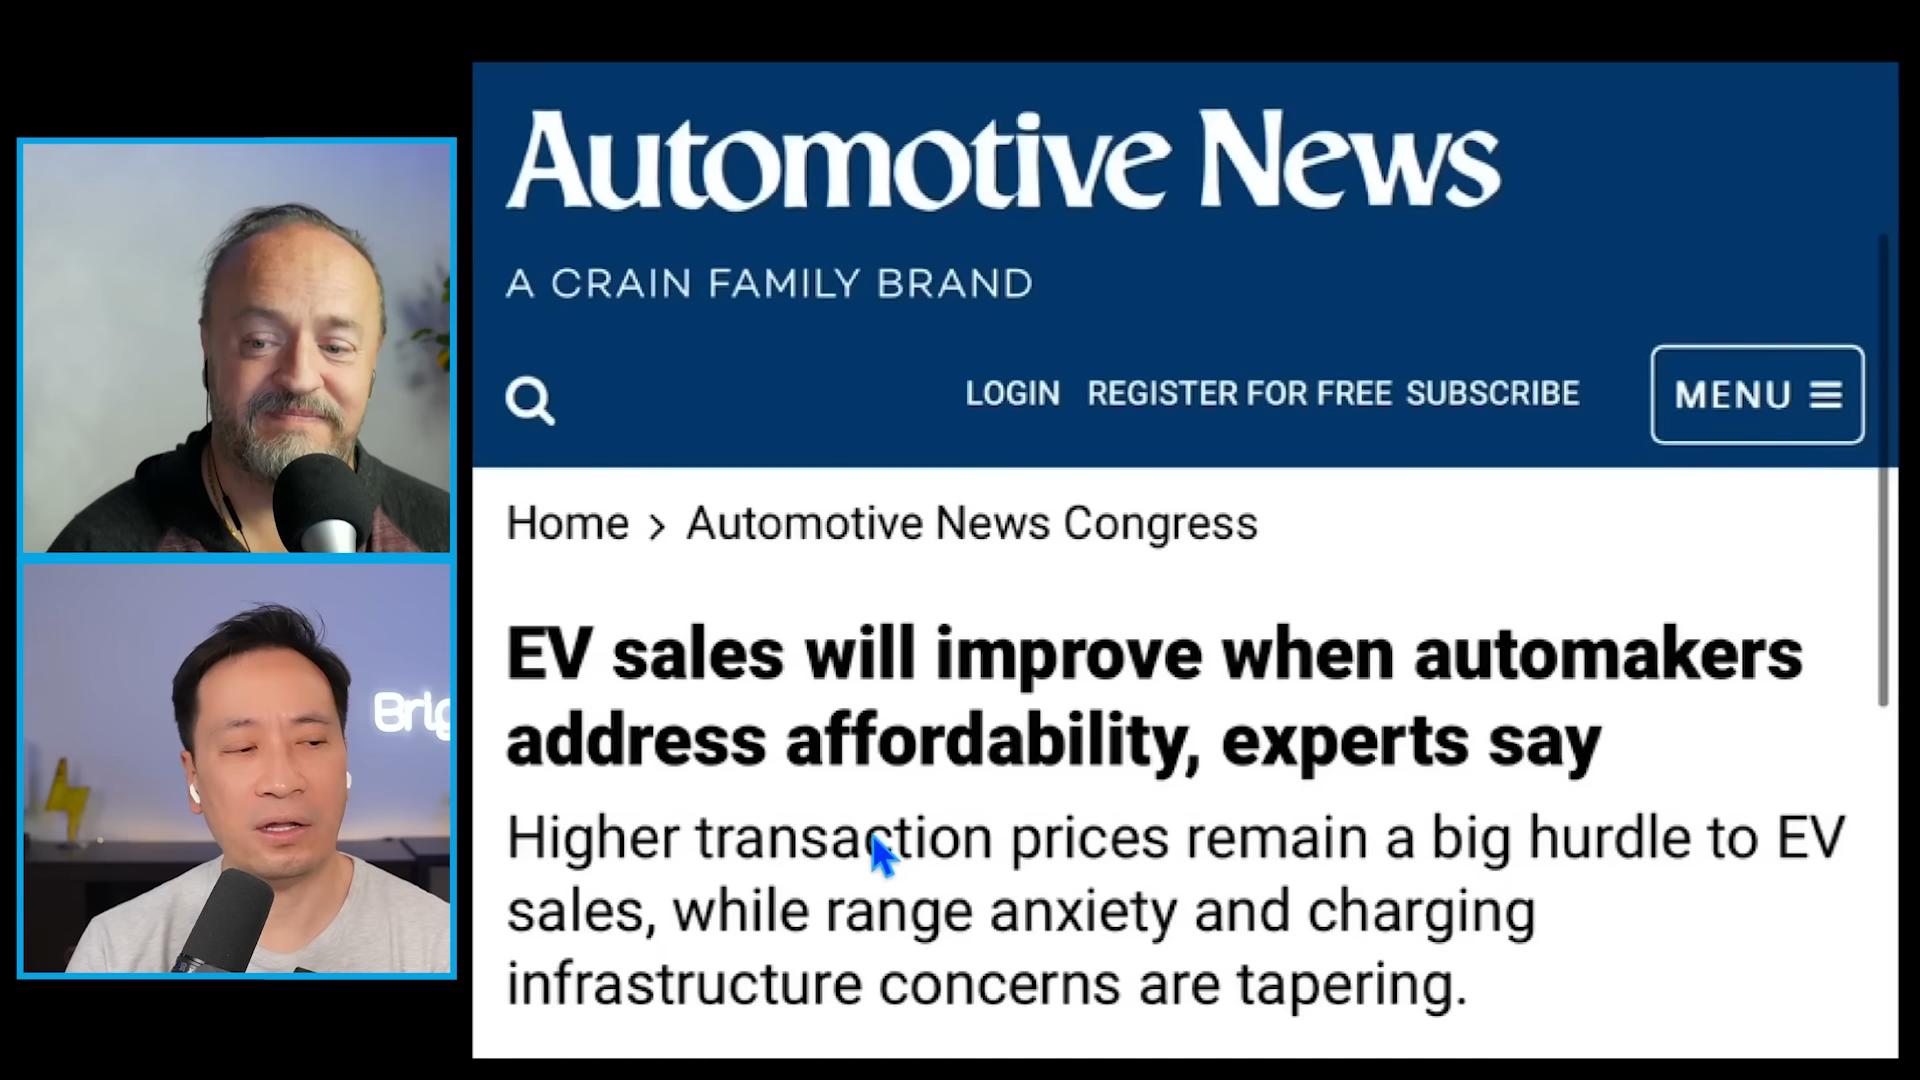 Automotive News
A CRAIN FAMILY BRAND
LOGIN REGISTER FOR FREE SUBSCRIBE MENU
Home > Automotive News Congress
EV sales will improve when automakers
address affordability, experts say
Higher transaction prices remain a big hurdle to EV
sales, while range anxiety and charging
infrastructure concerns are tapering.